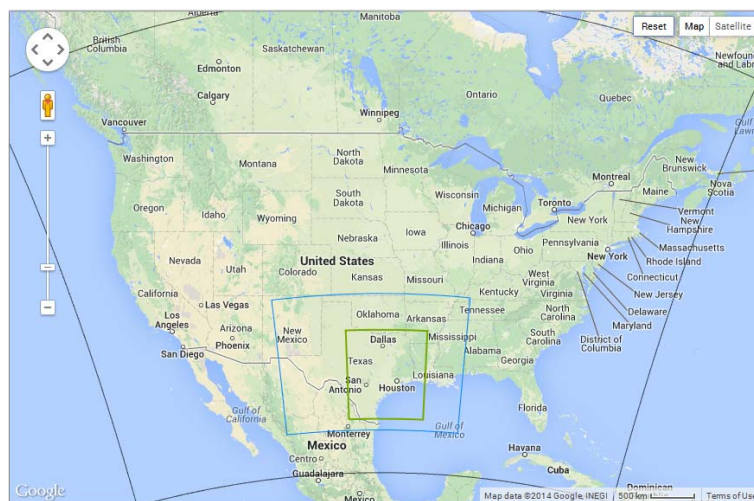 Alberta
Manitoba
British
Columbia
Saskatchewan
Reset
Map
Satellite
Edmonton
Calgary
Ontario
Quebec
Vancouver
Winnipeg
Washington
Montana
North
Dakota
Minnesota
Montreal
New
Brunswick
Maine
Nova
Scotia
Oregon
Idaho
Wyoming
South
Dakota
Wisconsin
Michigan
Toronto
New York
Vermont
New
Hampshire
Nebraska
Iowa
Chicago
Illinois
Indiana
Ohio
Pennsylvania
New York
Massachusetts
Rhode Island
Connecticut
New Jersey
Delaware
Maryland
District of
Columbia
Nevada
Utah
Colorado
United States
Kansas
Missouri
West
Virginia
Kentucky
Virginia
California
Las Vegas
Los
Angeles
San Diego
Arizona
Phoenix
New
Mexico
Oklahoma
Arkansas
Tennessee
North
Carolina
South
Carolina
Dallas
Mississippi
Alabama
Georgia
Texas
Louisiana
San
Antonio
Houston
Florida
Gulf of
California
Monterrey
Gulf of
Mexico
Mexico
Centro
Guadalajara
Mexico
Havana
Cuba
Dominican
Google
Map data ©2014 Google, INEGI
500 km
Terms of U